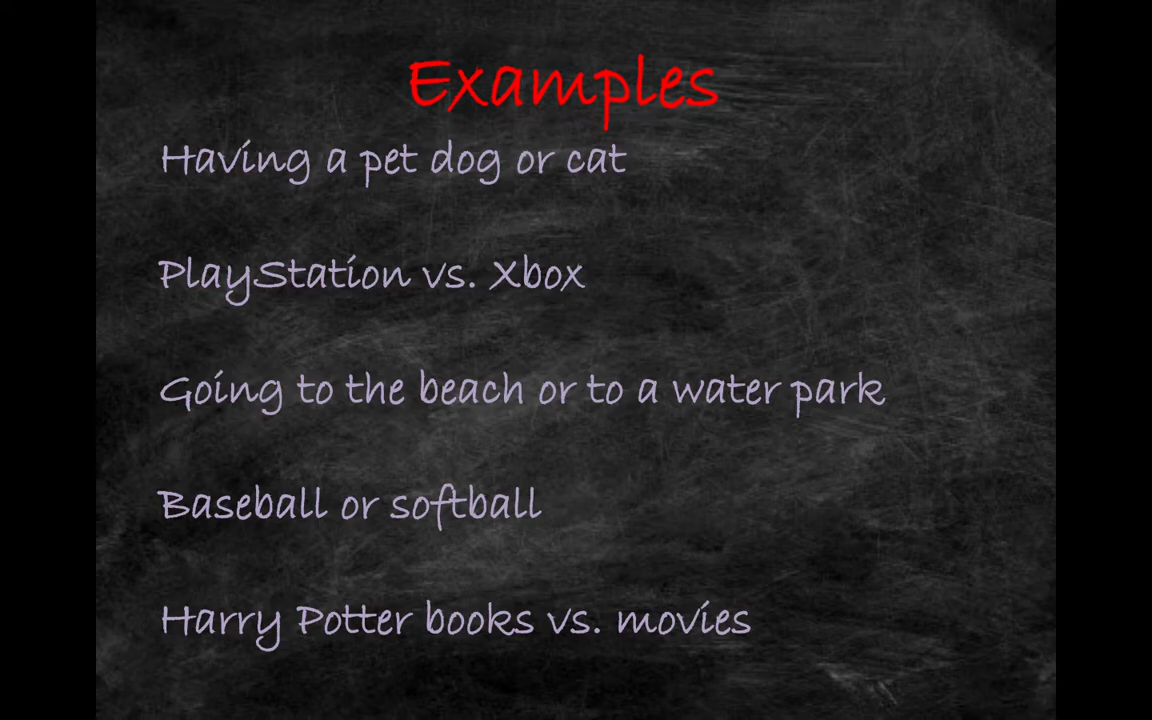 Examples
Having a pet dog or cat
PlayStation vs. Xbox
Going to the beach or to a water park
Baseball or softball
Harry Potter books vs. movies